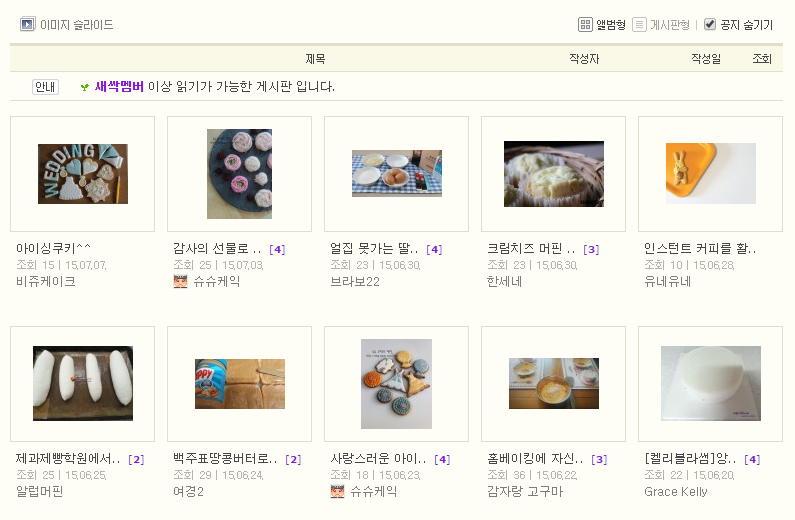 이미지 슬라이드 앨범형 게시판형 | 공지 숨기기
제목 작성자 작성일 조회
안내 새싹멤버 이상 읽기가 가능한 게시판 입니다.
WEDDING
아이싱쿠키^^
조회 15 | 15.07.07.
비쥬케이크
감사의 선물로 .. [4]
조회 25 | 15.07.03.
슈슈케익
얼집 못가는 딸.. [4]
조회 23 | 15.06.30.
브라보22
크림치즈 머핀 .. [3]
조회 23 | 15.06.30.
한세네
인스턴트 커피를 활..
조회 10 | 15.06.28.
유네유네
제과제빵학원에서.. [2]
조회 25 | 15.06.25.
알럽머핀
백주표땅콩버터로.. [2]
조회 29 | 15.06.24.
여경2
사랑스러운 아이.. [4]
조회 18 | 15.06.23.
슈슈케익
홈베이킹에 자신.. [3]
조회 36 | 15.06.22.
감자랑 고구마
[켈리블라썸]앙.. [4]
조회 22 | 15.06.20.
Grace Kelly